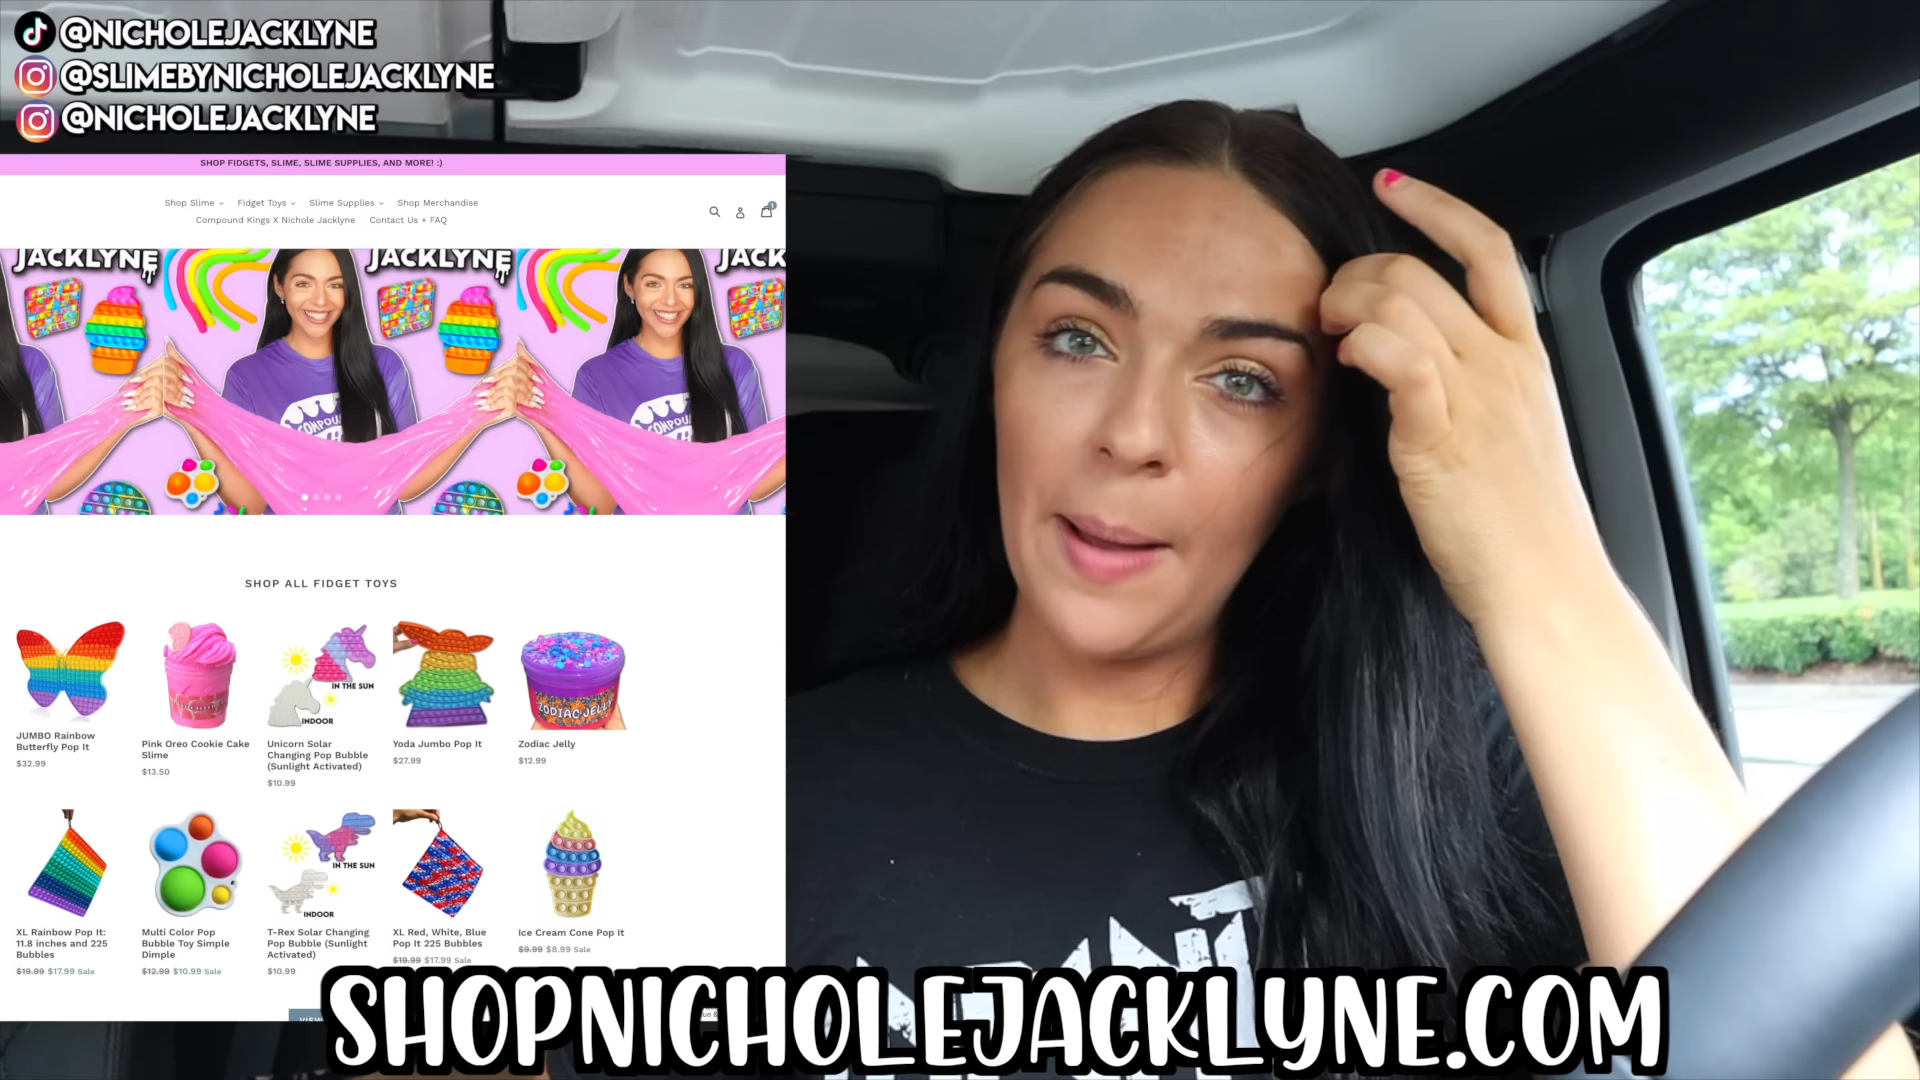 @NICHOLEJACKLYNE
@SLIMEBYNICHOLEJACKLYNE
@NICHOLEJACKLYNE
SHOP FIDGETS, SLIME, SLIME SUPPLIES, AND MORE! :)
Shop Slime Fidget Toys Slime Supplies Shop Merchandise
Compound Kings X Nichole Jacklyne Contact Us + FAQ
1
JACKLYNE JACKLYNE JACK
SHOP ALL FIDGET TOYS
IN THE SUN
INDOOR
ZODIAC JELLY
JUMBO Rainbow
Butterfly Pop It
$32.99
Pink Oreo Cookie Cake
Slime
$13.50
Unicorn Solar
Changing Pop Bubble
(Sunlight Activated)
$10.99
Yoda Jumbo Pop It
$27.99
Zodiac Jelly
$12.99
IN THE SUN
INDOOR
XL Rainbow Pop It:
11.8 inches and 225
Bubbles
$19.99 $17.99 Sale
Multi Color Pop
Bubble Toy Simple
Dimple
$12.99 $10.99 Sale
T-Rex Solar Changing
Pop Bubble (Sunlight
Activated)
$10.99
XL Red, White, Blue
Pop It 225 Bubbles
$19.99 $17.99 Sale
Ice Cream Cone Pop It
$9.99 $8.99 Sale
SHOPNICHOLEJACKLYNE.COM